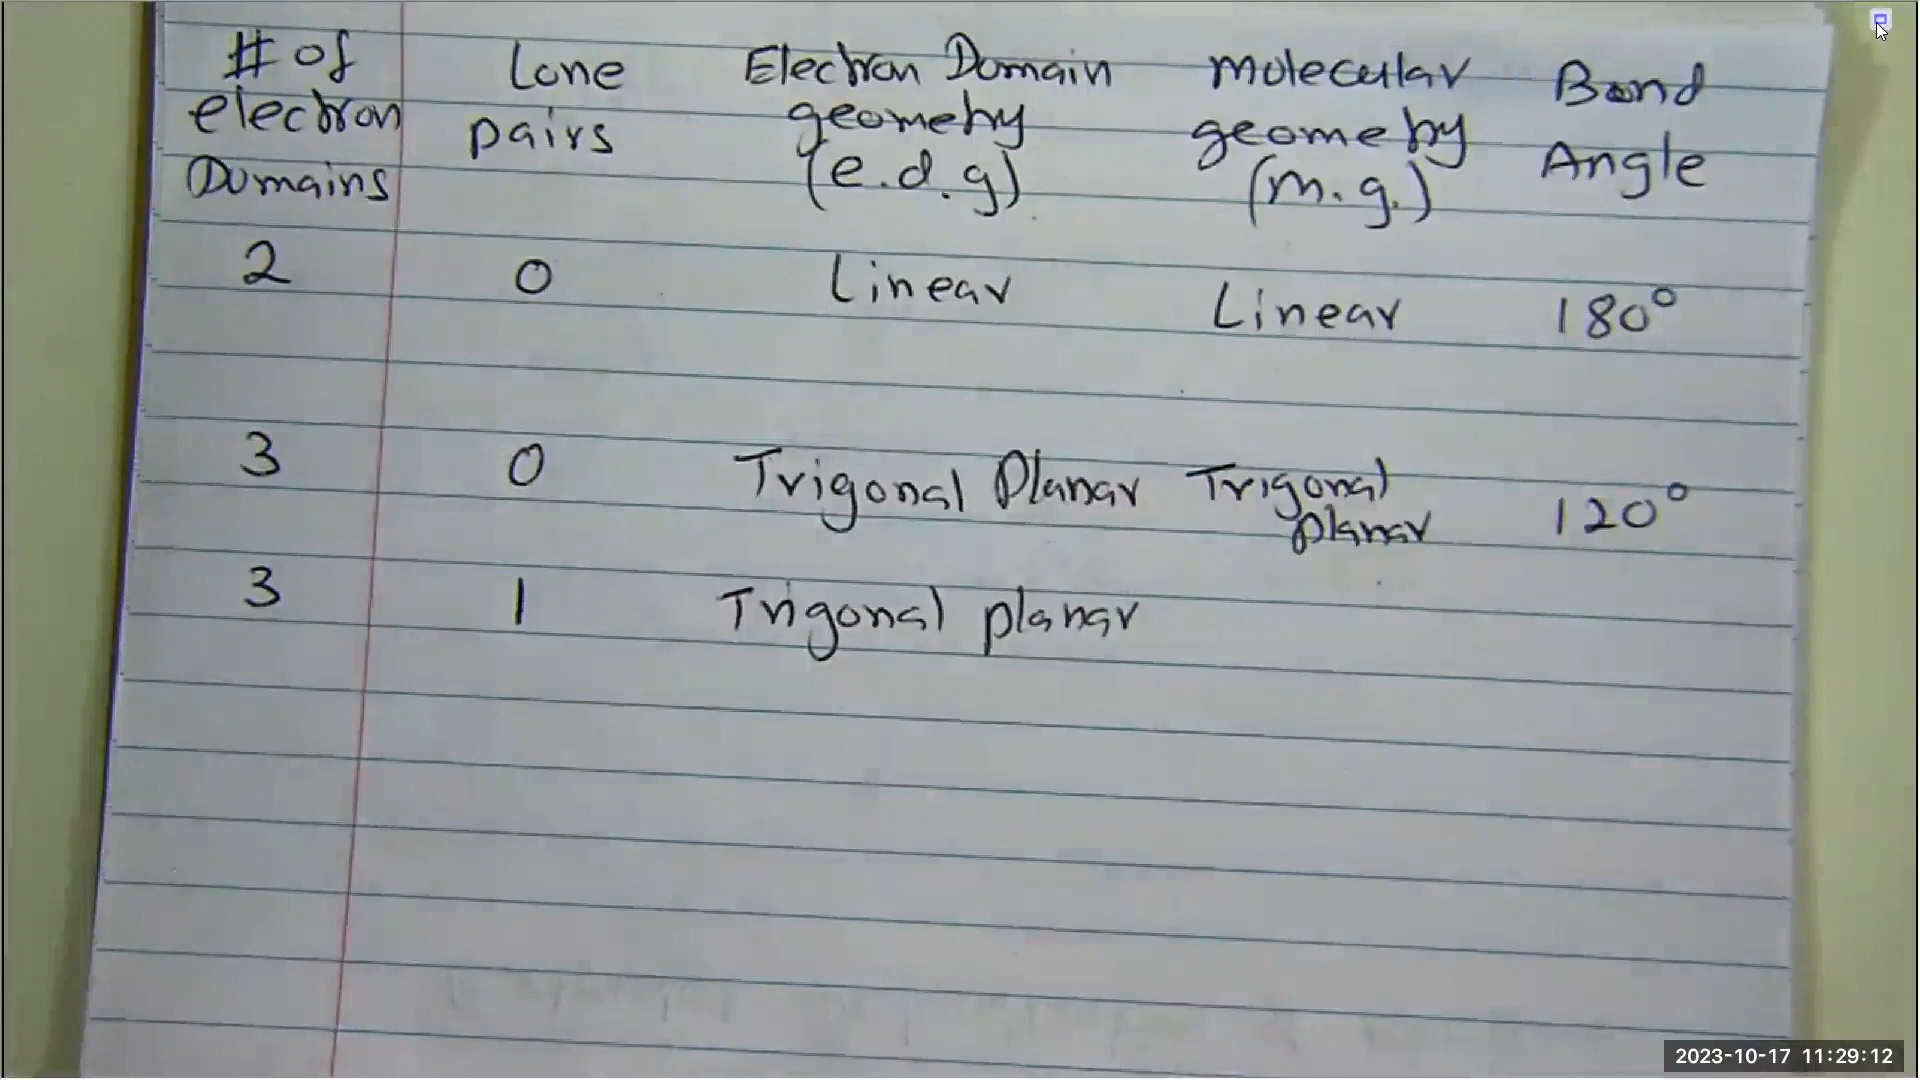 # of Lone Electron Domain Molecular Bond
electron pairs geometry geometry Angle
Domains (e.d.g) (m.g.)
2 0 Linear Linear 180°
3 0 Trigonal Planar Trigonal planar 120°
3 1 Trigonal planar
2023-10-17 11:29:12